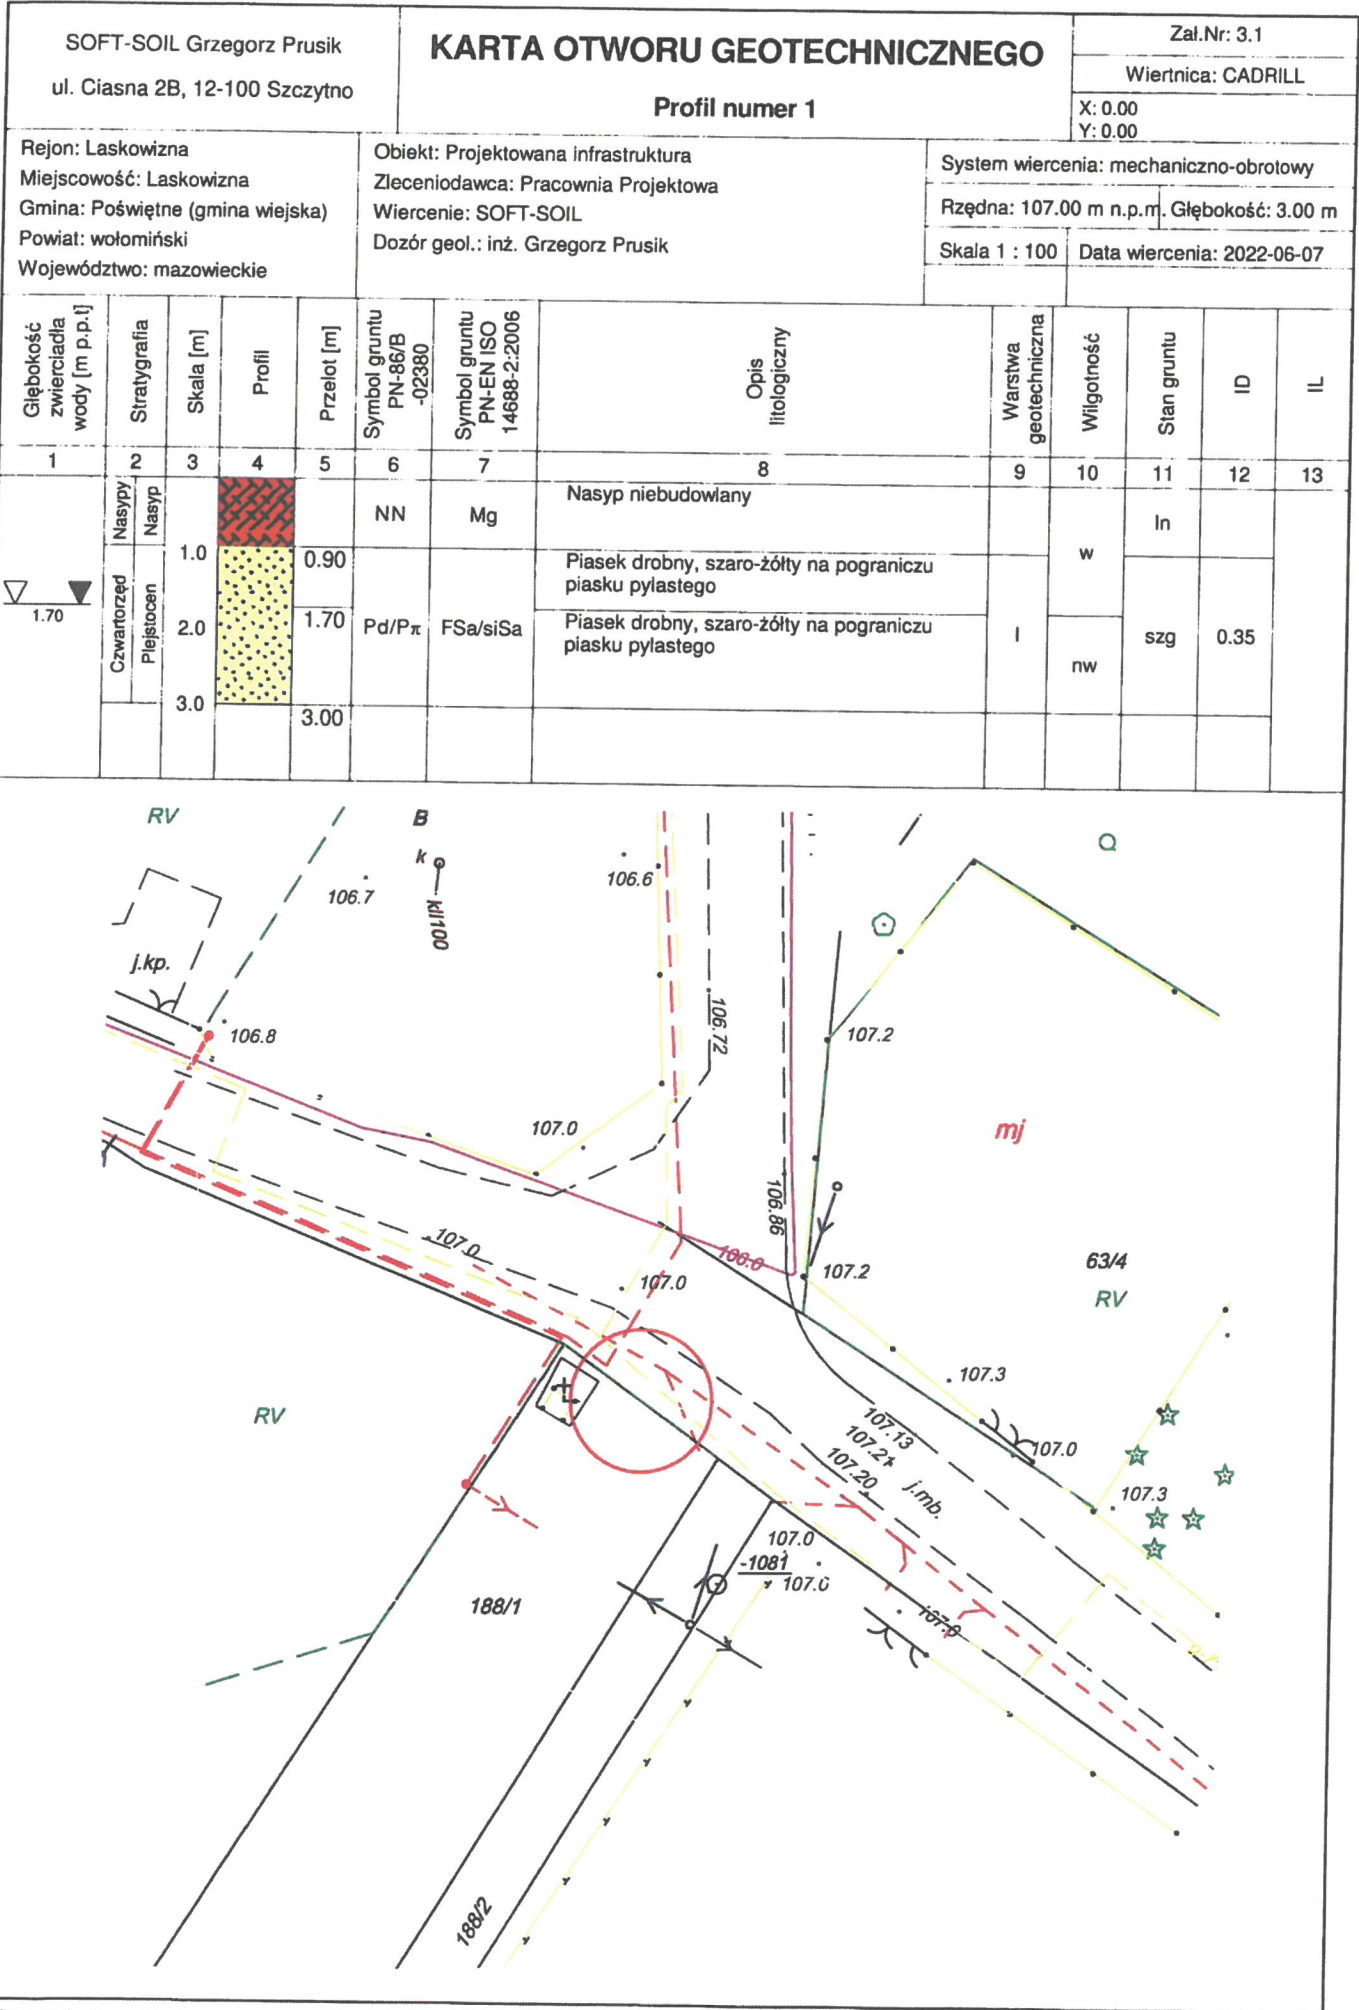 SOFT-SOIL Grzegorz Prusik
ul. Ciasna 2B, 12-100 Szczytno
KARTA OTWORU GEOTECHNICZNEGO
Profil numer 1
Zał.Nr: 3.1
Wiertnica: CADRILL
X: 0.00
Y: 0.00
Rejon: Laskowizna
Miejscowość: Laskowizna
Gmina: Poświętne (gmina wiejska)
Powiat: wołomiński
Województwo: mazowieckie
Obiekt: Projektowana infrastruktura
Zleceniodawca: Pracownia Projektowa
Wiercenie: SOFT-SOIL
Dozór geol.: inż. Grzegorz Prusik
System wiercenia: mechaniczno-obrotowy
Rzędna: 107.00 m n.p.m. Głębokość: 3.00 m
Skala 1 : 100 Data wiercenia: 2022-06-07
Głębokość
zwierciadła
wody [m p.p.t]
Stratygrafia
Skala [m]
Profil
Przelot [m]
Symbol gruntu
PN-86/B
-02380
Symbol gruntu
PN-EN ISO
14688-2:2006
Opis
litologiczny
Warstwa
geotechniczna
Wilgotność
Stan gruntu
ID
IL
1 2 3 4 5 6 7 8 9 10 11 12 13
Nasypy
Nasyp
NN
Mg
Nasyp niebudowlany
ln
w
1.0
0.90
Piasek drobny, szaro-żółty na pograniczu
piasku pylastego
1.70
Czwartorzęd
Plejstocen
2.0
1.70
Pd/Pπ
FSa/siSa
Piasek drobny, szaro-żółty na pograniczu
piasku pylastego
I
nw
szg
0.35
3.0
3.00
RV
B
k
kl100
106.7
106.6
Q
j.kp.
106.8
106.72
107.2
107.0
mj
106.86
107.0
107.0
107.2
63/4
RV
107.3
RV
107.13
107.21
107.20
j.mb.
107.0
107.3
107.0
-1081
107.0
188/1
107.0
188/2